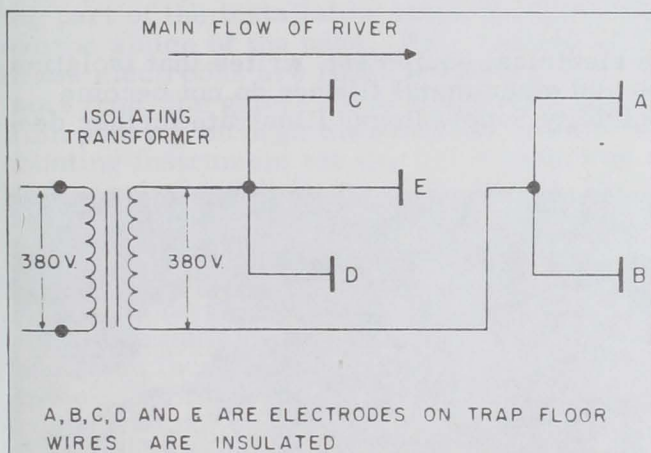 MAIN FLOW OF RIVER
ISOLATING
TRANSFORMER
C
A
E
380V.
380V.
D
B
A, B, C, D AND E ARE ELECTRODES ON TRAP FLOOR
WIRES ARE INSULATED